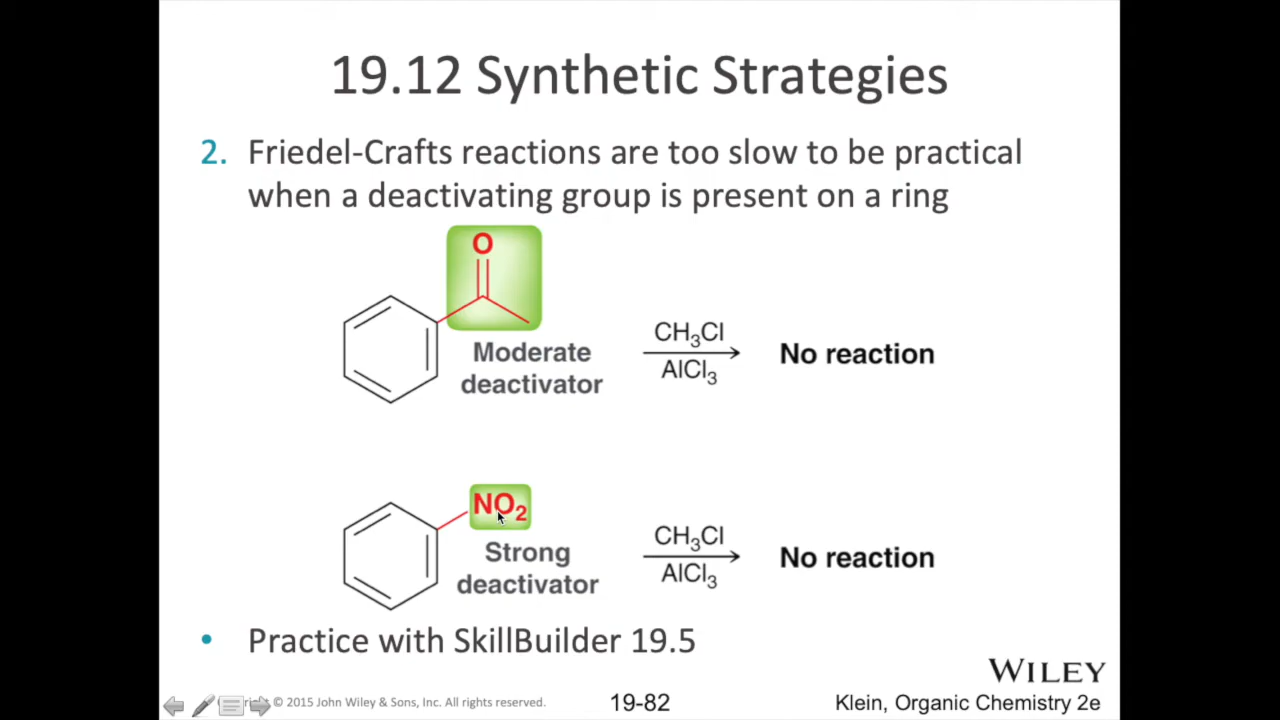 19.12 Synthetic Strategies
2. Friedel-Crafts reactions are too slow to be practical
when a deactivating group is present on a ring
O
Moderate
deactivator
CH₃Cl
AlCl₃
No reaction
NO₂
Strong
deactivator
CH₃Cl
AlCl₃
No reaction
• Practice with SkillBuilder 19.5
WILEY
© 2015 John Wiley & Sons, Inc. All rights reserved.
19-82
Klein, Organic Chemistry 2e